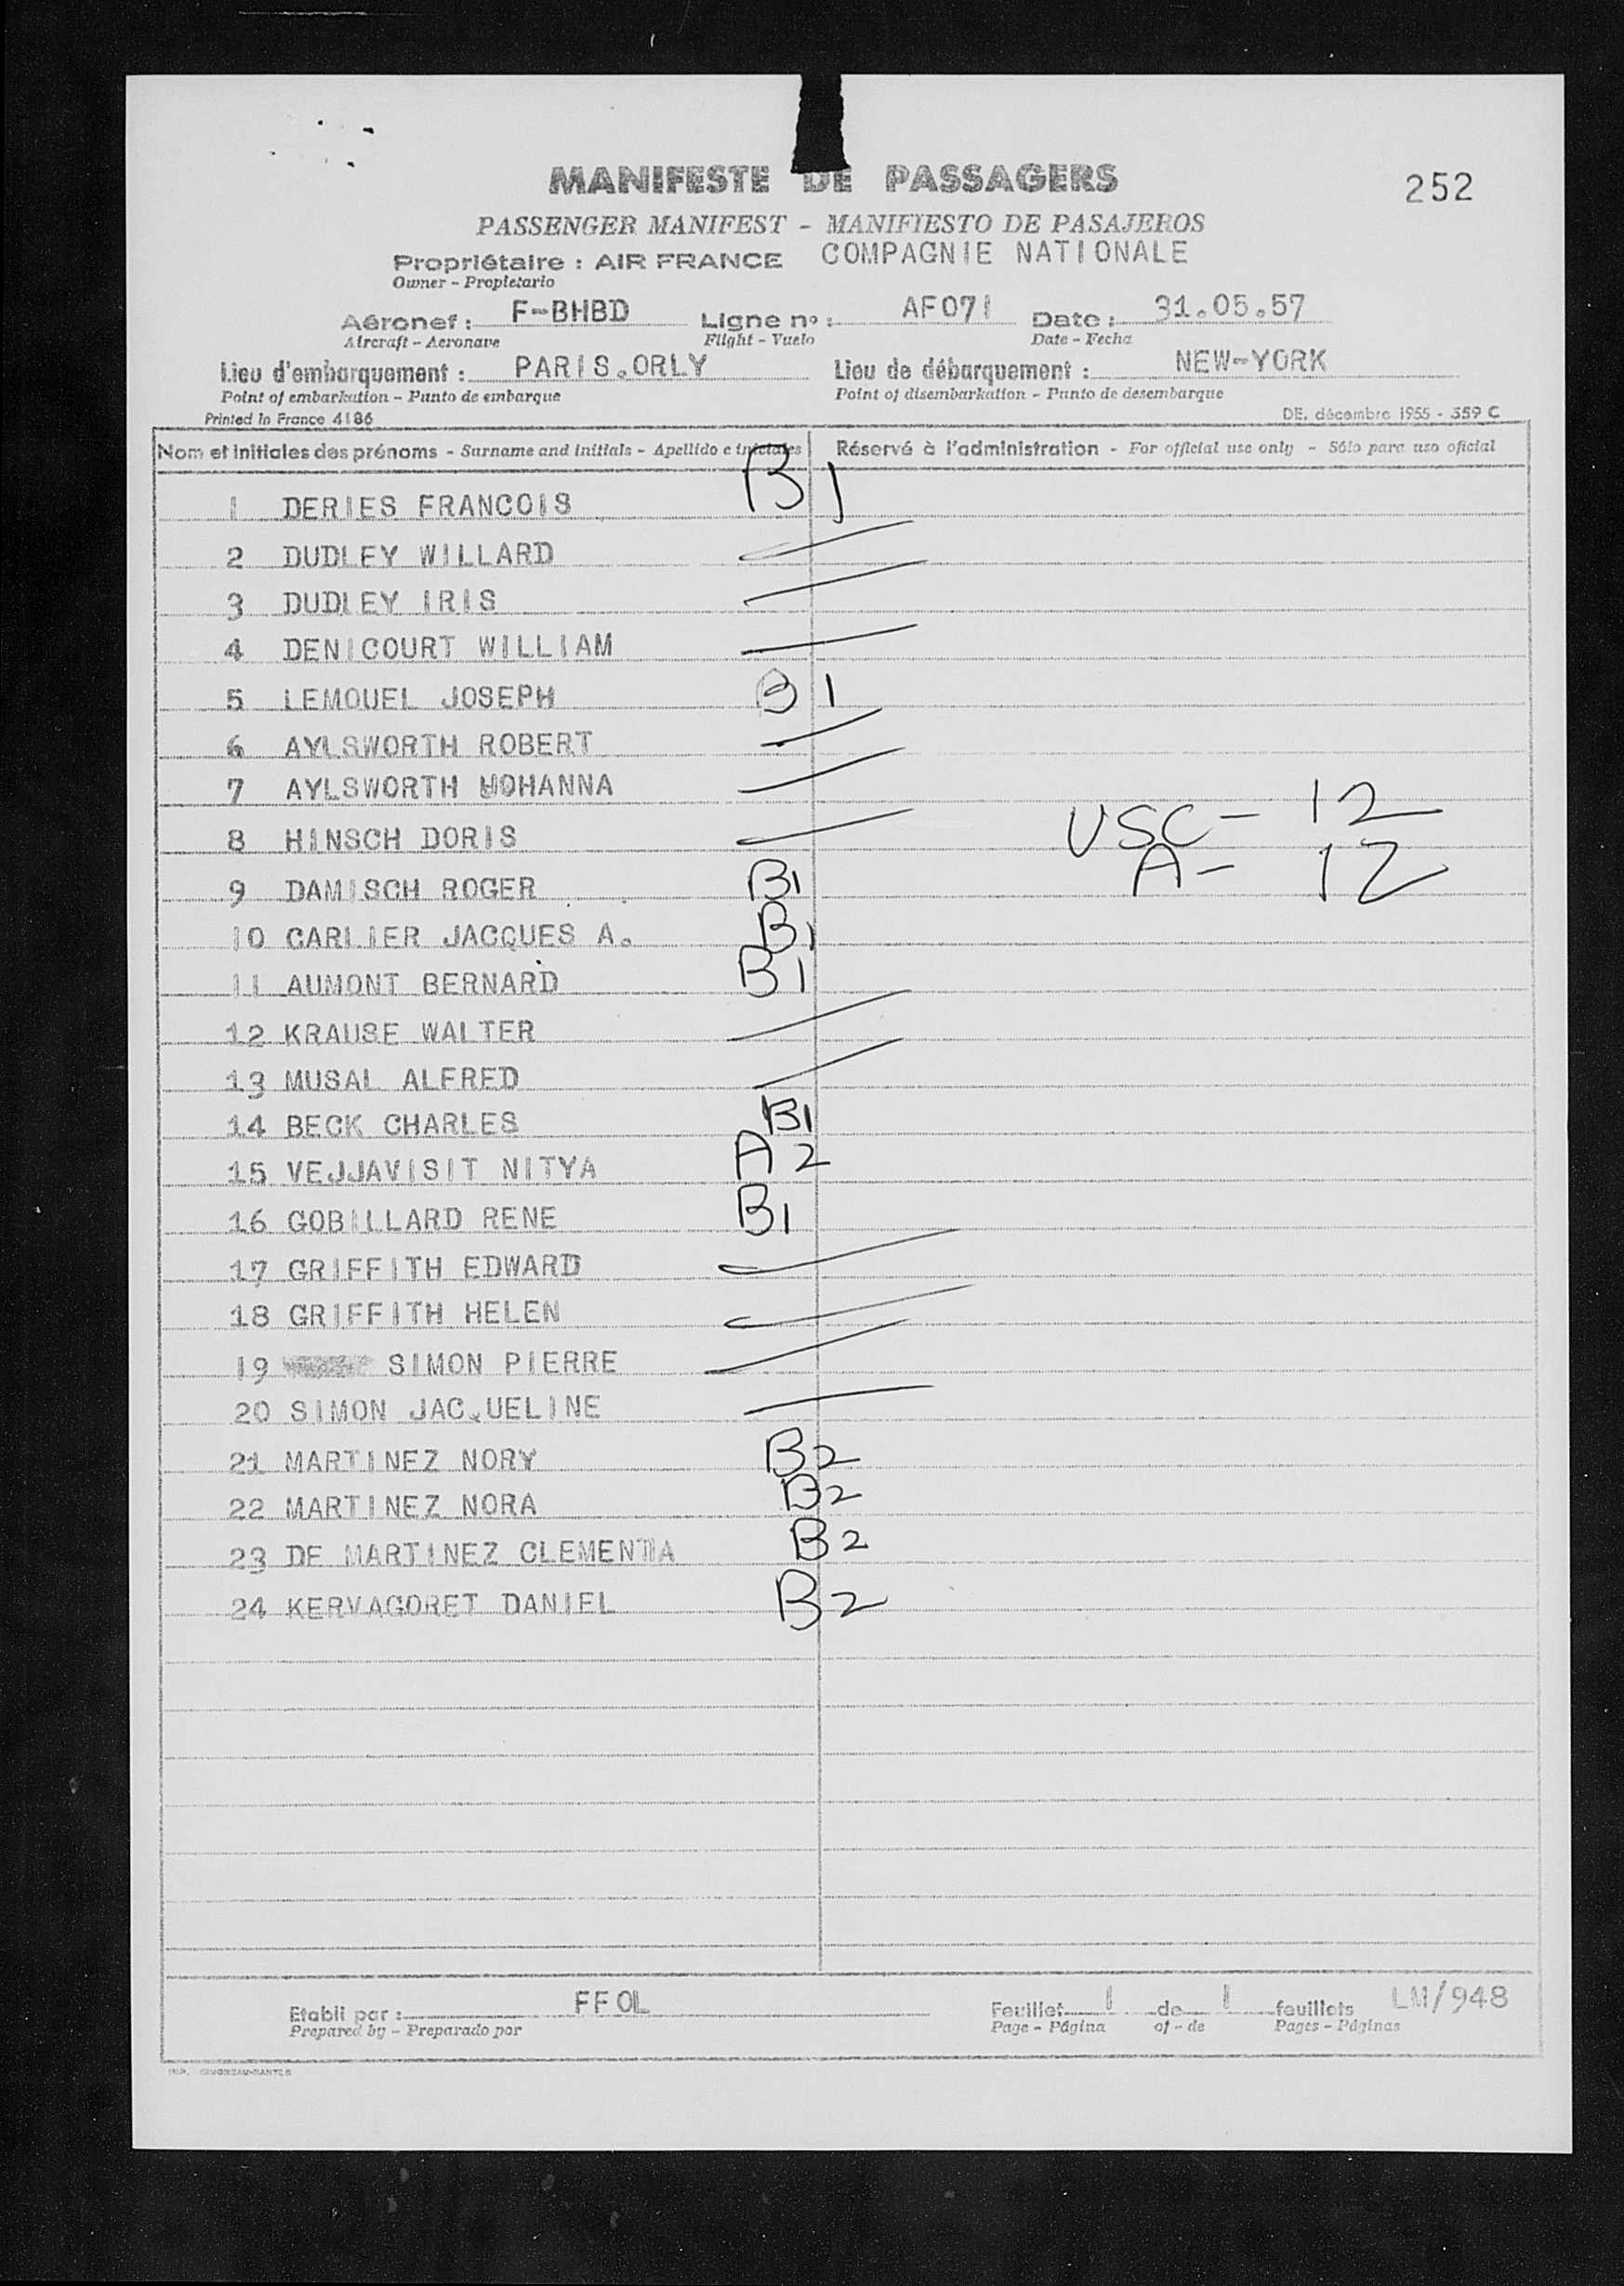 MANIFESTE DE PASSAGERS
252
PASSENGER MANIFEST - MANIFIESTO DE PASAJEROS
Propriétaire : AIR FRANCE COMPAGNIE NATIONALE
Owner - Propietario
Aéronef : F-BHBD Ligne nº : AF071 Date : 31.05.57
Aircraft - Aeronave Flight - Vuelo Date - Fecha
Lieu d'embarquement : PARIS.ORLY Lieu de débarquement : NEW-YORK
Point of embarkation - Punto de embarque Point of disembarkation - Punto de desembarque
Printed in France 4186 DE. décembre 1955 - 559 C
Nom et initiales des prénoms - Surname and initials - Apellido e iniciales Réservé à l'administration - For official use only - Sólo para uso oficial
1 DERIES FRANCOIS B1
2 DUDLEY WILLARD
3 DUDLEY IRIS
4 DENICOURT WILLIAM
5 LEMOUEL JOSEPH B1
6 AYLSWORTH ROBERT
7 AYLSWORTH HOHANNA
USC - 12
8 HINSCH DORIS
A - 12
9 DAMISCH ROGER B1
10 CARLIER JACQUES A. B1
11 AUMONT BERNARD B1
12 KRAUSE WALTER
13 MUSAL ALFRED
14 BECK CHARLES B1
15 VEJJAVISIT NITYA A2
16 GOBILLARD RENE B1
17 GRIFFITH EDWARD
18 GRIFFITH HELEN
19 SIMON PIERRE
20 SIMON JACQUELINE
21 MARTINEZ NORY B2
22 MARTINEZ NORA B2
23 DE MARTINEZ CLEMENTIA B2
24 KERVAGORET DANIEL B2
Etabli par : FFOL Feuillet 1 de 1 feuillets LM/948
Prepared by - Preparado por Page - Página of - de Pages - Páginas